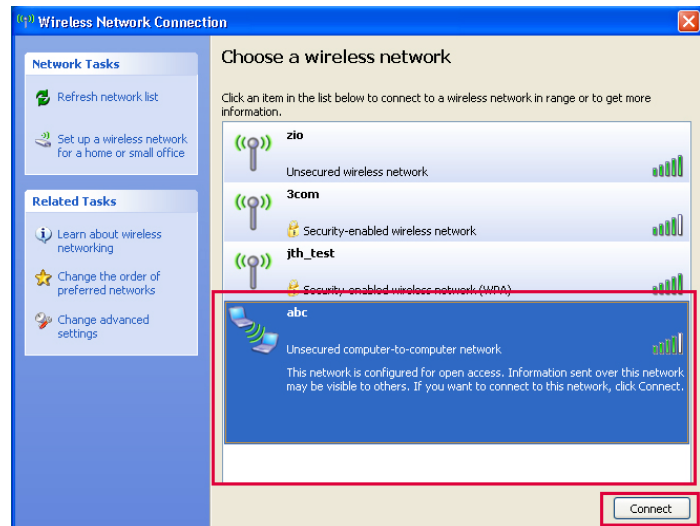 Wireless Network Connection
Network Tasks
Refresh network list
Set up a wireless network
for a home or small office
Related Tasks
Learn about wireless
networking
Change the order of
preferred networks
Change advanced
settings
Choose a wireless network
Click an item in the list below to connect to a wireless network in range or to get more
information.
zio
Unsecured wireless network
3com
Security-enabled wireless network
jth_test
Security-enabled wireless network (WPA)
abc
Unsecured computer-to-computer network
This network is configured for open access. Information sent over this network
may be visible to others. If you want to connect to this network, click Connect.
Connect